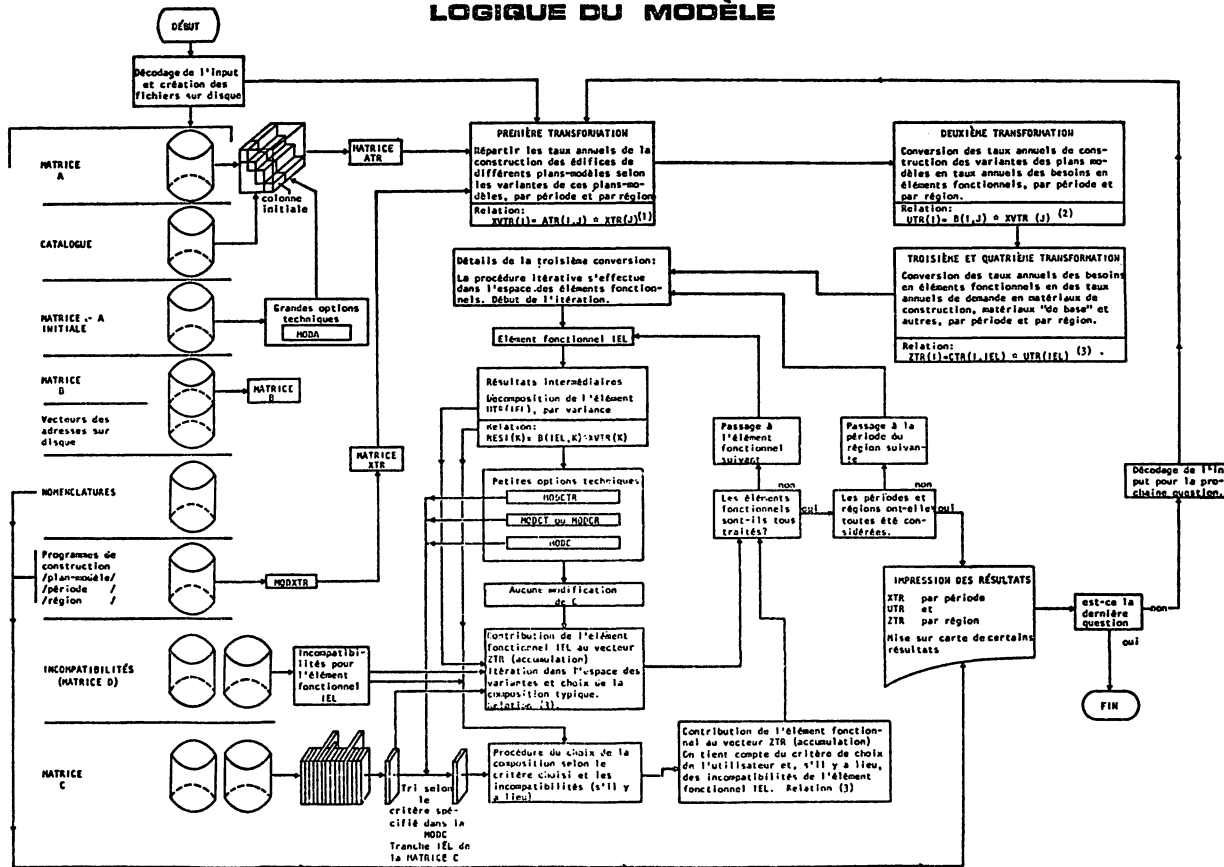 LOGIQUE DU MODÈLE
DÉBUT
Décodage de l'Input
et création des
fichiers sur disque
MATRICE
A
colonne
initiale
MATRICE
ATR
PREMIÈRE TRANSFORMATION
Répartir les taux annuels de la
construction des édifices de
différents plans-modèles selon
les variantes de ces plans-mo-
dèles, par période et par région
Relation:
XVTR(I)= ATR(I,J) ¤ XTR(J)(1)
DEUXIÈME TRANSFORMATION
Conversion des taux annuels de cons-
truction des variantes des plans mo-
dèles en taux annuels des besoins en
éléments fonctionnels, par période et
par région.
Relation:
UTR(I)= B(I,J) ¤ XVTR (J) (2)
CATALOGUE
Détails de la troisième conversion:
La procédure itérative s'effectue
dans l'espace des éléments fonction-
nels. Début de l'itération.
TROISIÈME ET QUATRIÈME TRANSFORMATION
Conversion des taux annuels des besoins
en éléments fonctionnels en des taux
annuels de demande en matériaux de
construction, matériaux "de base" et
autres, par période et par région.
Relation:
ZTR(I)=CTR(I,IEL) ¤ UTR(IEL) (3) .
MATRICE - A
INITIALE
Grandes options
techniques
MODA
Elément fonctionnel IEL
MATRICE
B
MATRICE
B
Vecteurs des
adresses sur
disque
Résultats intermédiaires
Décomposition de l'élément
UTR(IEL), par variance
Relation:
RESI(K)= B(IEL,K) XVTR(K)
Passage à
l'élément
fonctionnel
suivant
Passage à la
période ou
région suivan-
te
MATRICE
XTR
NOMENCLATURES
Petites options techniques
MODCTR
MODCT ou MODCR
MODC
non
non
Les éléments
fonctionnels
sont-ils tous
traités?
oui
Les périodes et
régions ont-elle
toutes été con-
sidérées.
oui
Décodage de l'In
put pour la pro-
chaine question.
Programmes de
construction
/plan-modèle/
/période /
/région /
MODXTR
Aucune modification
de C
IMPRESSION DES RÉSULTATS
XTR par période
UTR et
ZTR par région
Mise sur carte de certains
résultats
est-ce la
dernière
question
non
oui
FIN
INCOMPATIBILITÉS
(MATRICE D)
Incompatibi-
lités pour
l'élément
fonctionnel
IEL
Contribution de l'élément
fonctionnel IEL au vecteur
ZTR (accumulation)
Itération dans l'espace des
variantes et choix de la
composition typique.
Relation (3).
MATRICE
C
Tri selon
le
critère spé-
cifié dans la
MODC
Tranche IEL de
la MATRICE C
Procédure du choix de la
composition selon le
critère choisi et les
incompatibilités (s'il y
a lieu)
Contribution de l'élément fonction-
nel au vecteur ZTR (accumulation)
On tient compte du critère de choix
de l'utilisateur et, s'il y a lieu,
des incompatibilités de l'élément
fonctionnel IEL. Relation (3)